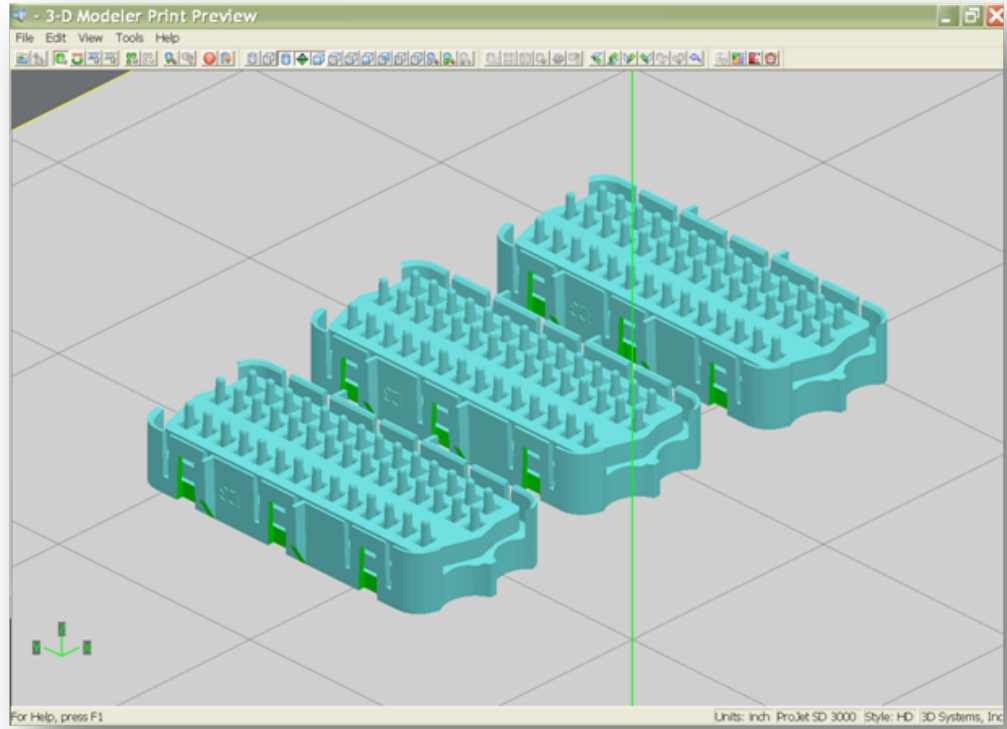 - 3-D Modeler Print Preview
File Edit View Tools Help
For Help, press F1
Units: inch ProJet SD 3000 Style: HD 3D Systems, Inc